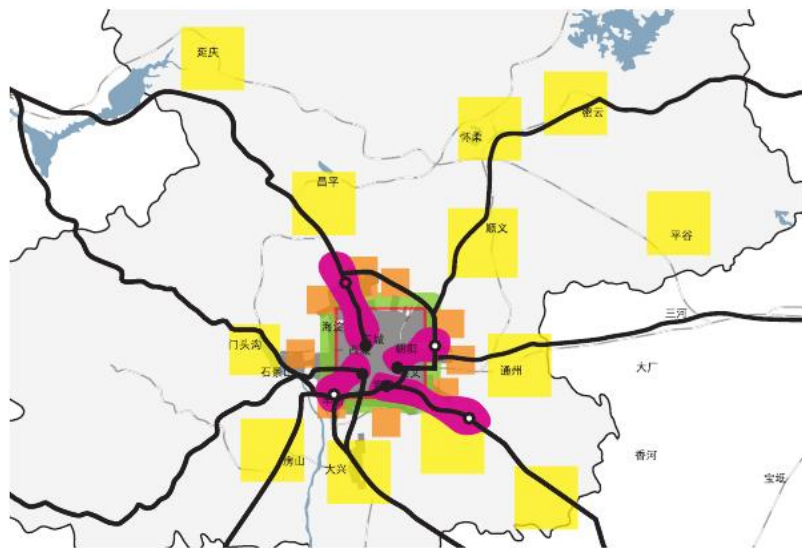 延庆
密云
怀柔
昌平
顺义
平谷
三河
海淀
朝阳
门头沟
石景山
通州
大厂
房山
大兴
香河
宝坻